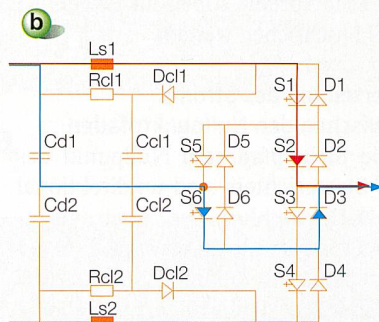 b
Ls1
Rcl1 Dcl1
S1 D1
Cd1 Ccl1 S5 D5 S2 D2
Cd2 Ccl2 S6 D6 S3 D3
Rcl2 Dcl2 S4 D4
Ls2